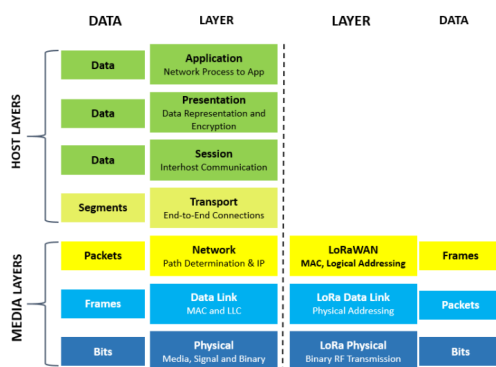 DATA LAYER LAYER DATA
HOST LAYERS
Data Application
Network Process to App
Data Presentation
Data Representation and
Encryption
Data Session
Interhost Communication
Segments Transport
End-to-End Connections
MEDIA LAYERS
Packets Network LoRaWAN Frames
Path Determination & IP MAC, Logical Addressing
Frames Data Link LoRa Data Link Packets
MAC and LLC Physical Addressing
Bits Physical LoRa Physical Bits
Media, Signal and Binary Binary RF Transmission